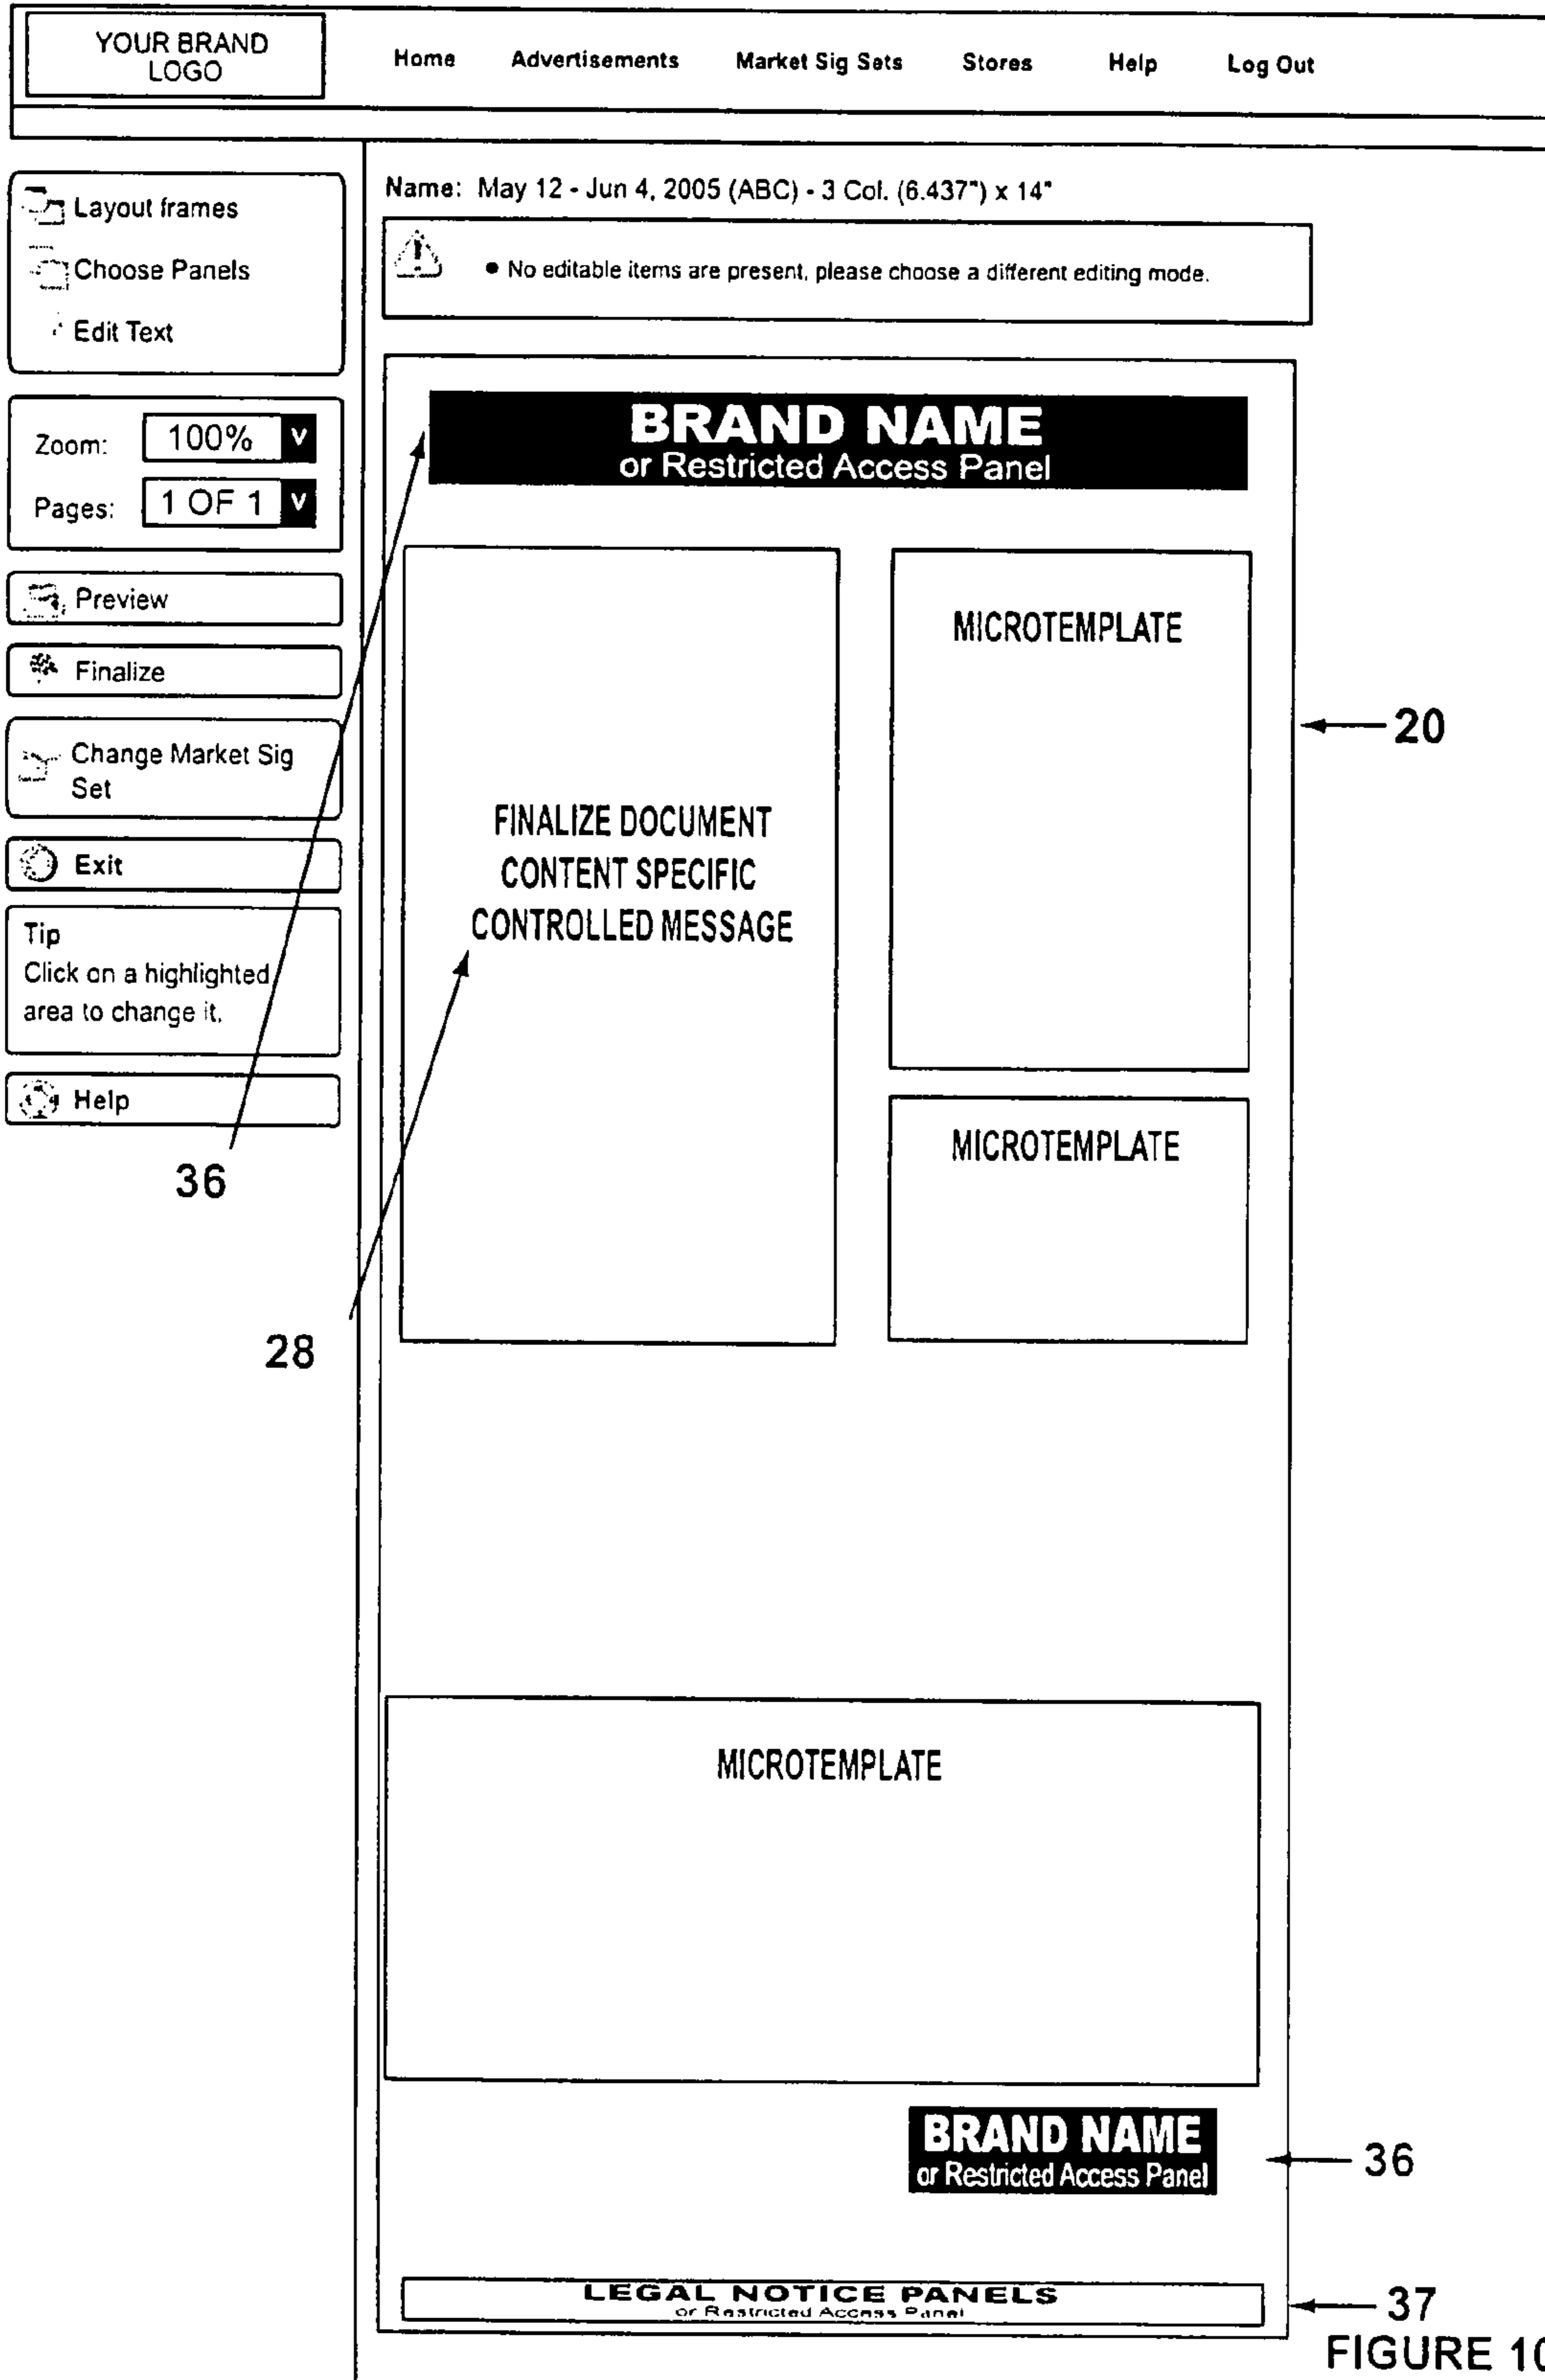 YOUR BRAND
LOGO
Home Advertisements Market Sig Sets Stores Help Log Out
Layout frames
Choose Panels
Edit Text
Zoom: 100% V
Pages: 1 OF 1 V
Preview
Finalize
Change Market Sig
Set
Exit
Tip
Click on a highlighted
area to change it.
Help
36
28
Name: May 12 - Jun 4, 2005 (ABC) - 3 Col. (6.437") x 14"
• No editable items are present, please choose a different editing mode.
BRAND NAME
or Restricted Access Panel
FINALIZE DOCUMENT
CONTENT SPECIFIC
CONTROLLED MESSAGE
MICROTEMPLATE
20
MICROTEMPLATE
MICROTEMPLATE
BRAND NAME
or Restricted Access Panel
36
LEGAL NOTICE PANELS
or Restricted Access Panel
37
FIGURE 10